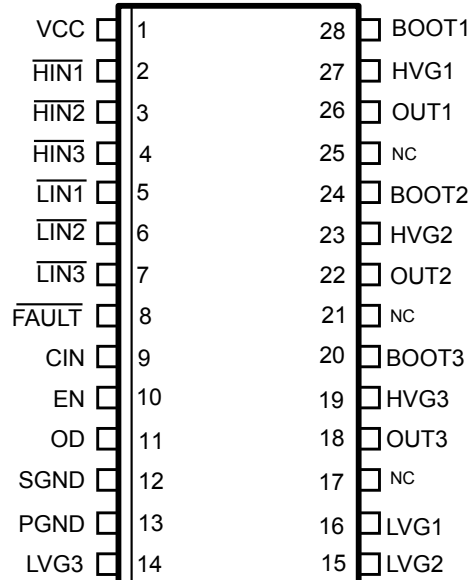 VCC 1 28 BOOT1
HIN1 2 27 HVG1
HIN2 3 26 OUT1
HIN3 4 25 NC
LIN1 5 24 BOOT2
LIN2 6 23 HVG2
LIN3 7 22 OUT2
FAULT 8 21 NC
CIN 9 20 BOOT3
EN 10 19 HVG3
OD 11 18 OUT3
SGND 12 17 NC
PGND 13 16 LVG1
LVG3 14 15 LVG2